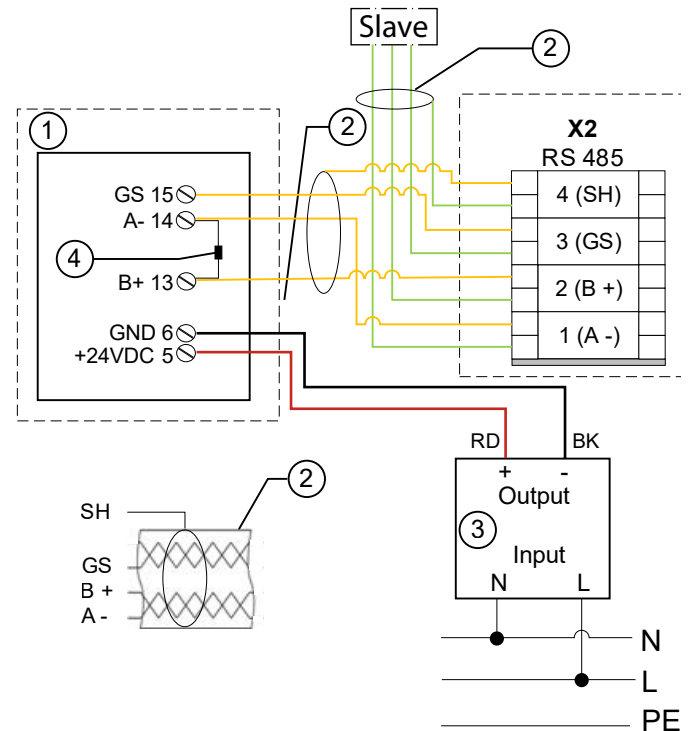 Slave
2
1
2
X2
RS 485
GS 15
4 (SH)
A- 14
3 (GS)
4
B+ 13
2 (B +)
GND 6
1 (A -)
+24VDC 5
RD
BK
+
-
Output
2
3
SH
Input
GS
N
L
B +
A -
N
L
PE